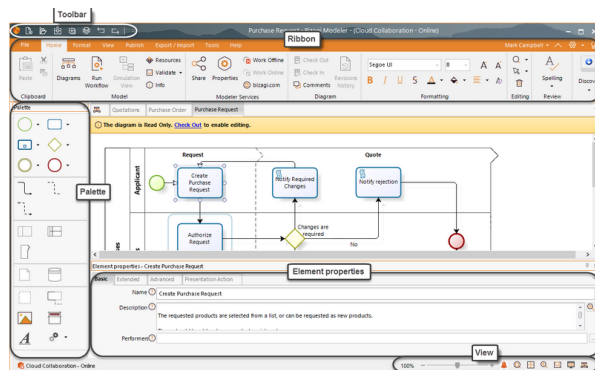 Toolbar
Purchase Request - Bizagi Modeler - (Cloud Collaboration - Online)
Ribbon
File Home Format View Publish Export / Import Tools Help Mark Campbell
Paste
Diagrams
Run Workflow
Simulation View
Resources
Validate
Info
Share
Properties
Work Offline
Work Online
bizagi.com
Check Out
Check In
Comments
Revisions history
Segoe UI 8
B I U S A
Spelling
Discov
Clipboard Model Modeler Services Diagram Formatting Editing Review
Palette
Quotations Purchase Order Purchase Request
The diagram is Read Only. Check Out to enable editing.
Request Quote
Applicant
Create Purchase Request
Notify Required Changes
Notify rejection
Authorize Request
Changes are required
No
Palette
Element properties - Create Purchase Request
Element properties
Basic Extended Advanced Presentation Action
Name Create Purchase Request
Description
The requested products are selected from a list, or can be requested as new products.
Performers
View
Cloud Collaboration - Online
100%